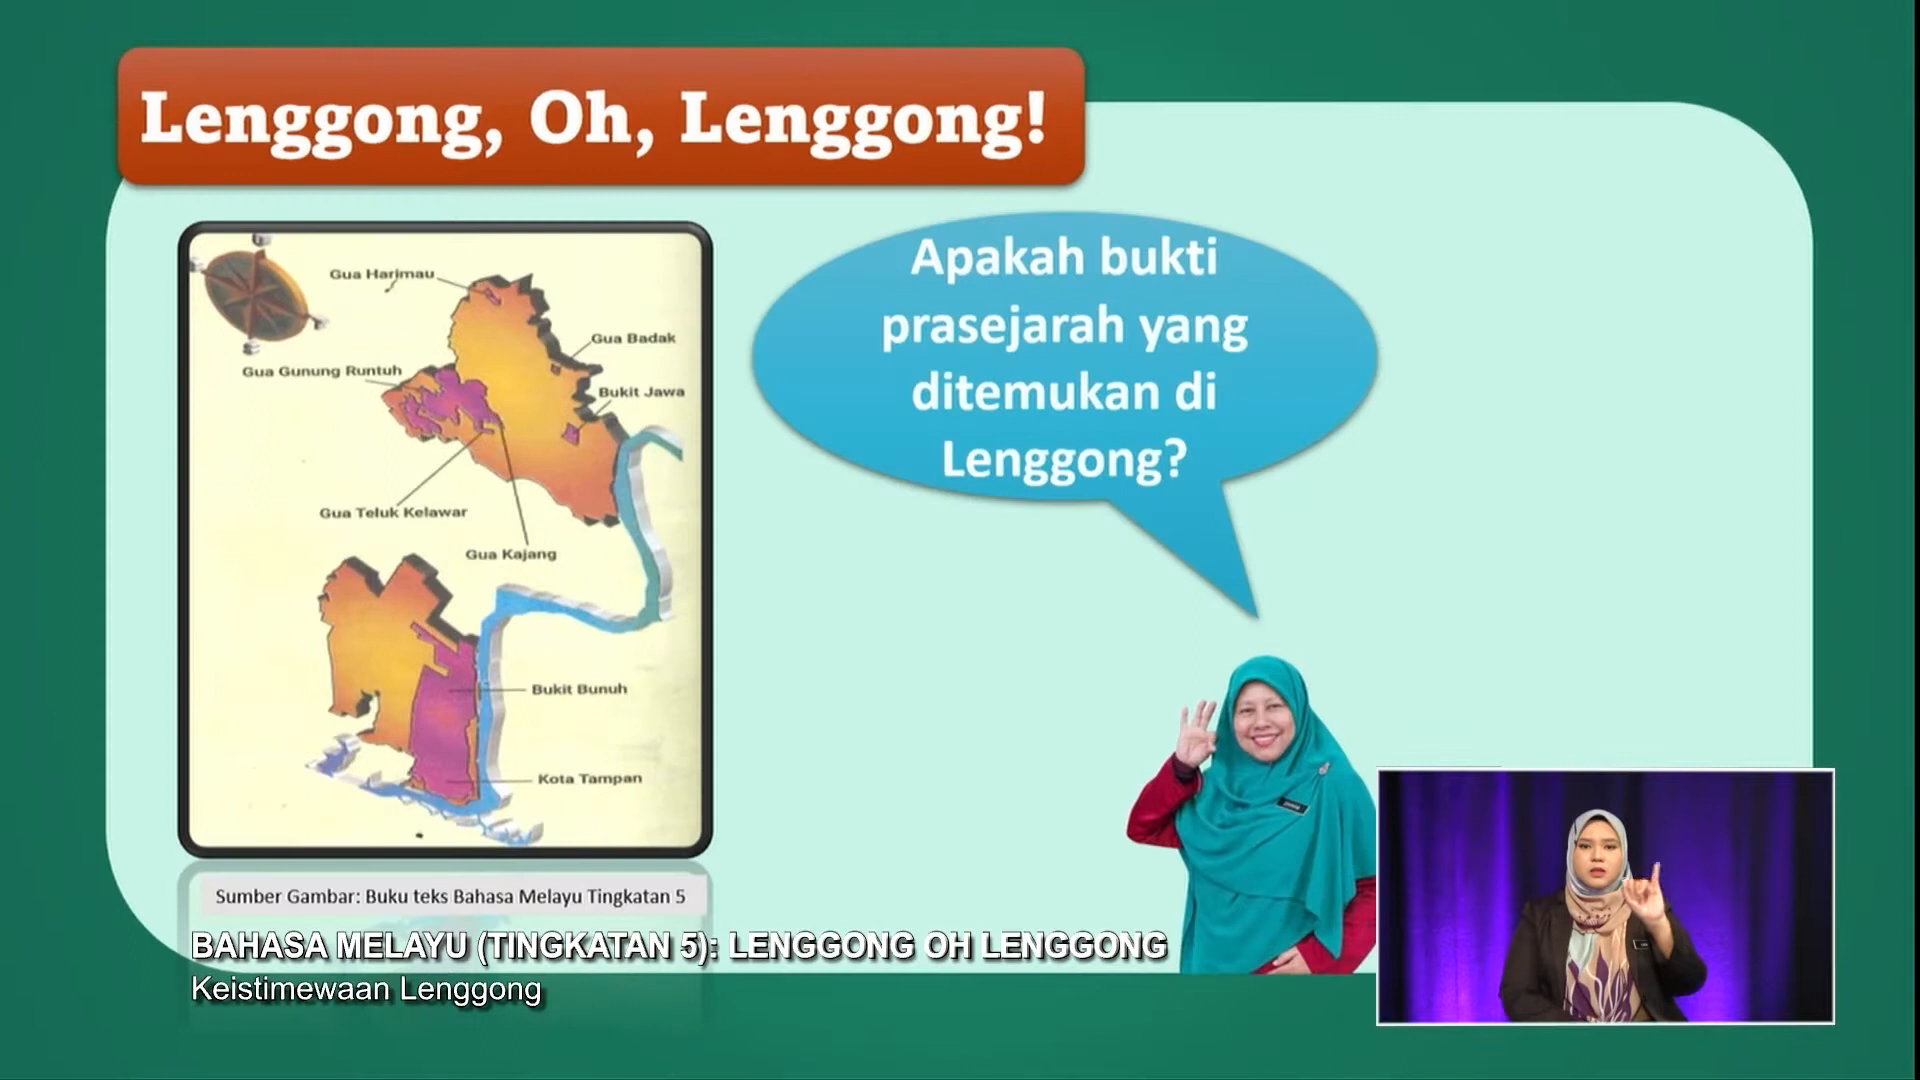 Lenggong, Oh, Lenggong!
Apakah bukti
prasejarah yang
ditemukan di
Lenggong?
Gua Harimau
Gua Badak
Gua Gunung Runtuh
Bukit Jawa
Gua Teluk Kelawar
Gua Kajang
Bukit Bunuh
Kota Tampan
Sumber Gambar: Buku teks Bahasa Melayu Tingkatan 5
BAHASA MELAYU (TINGKATAN 5): LENGGONG OH LENGGONG
Keistimewaan Lenggong